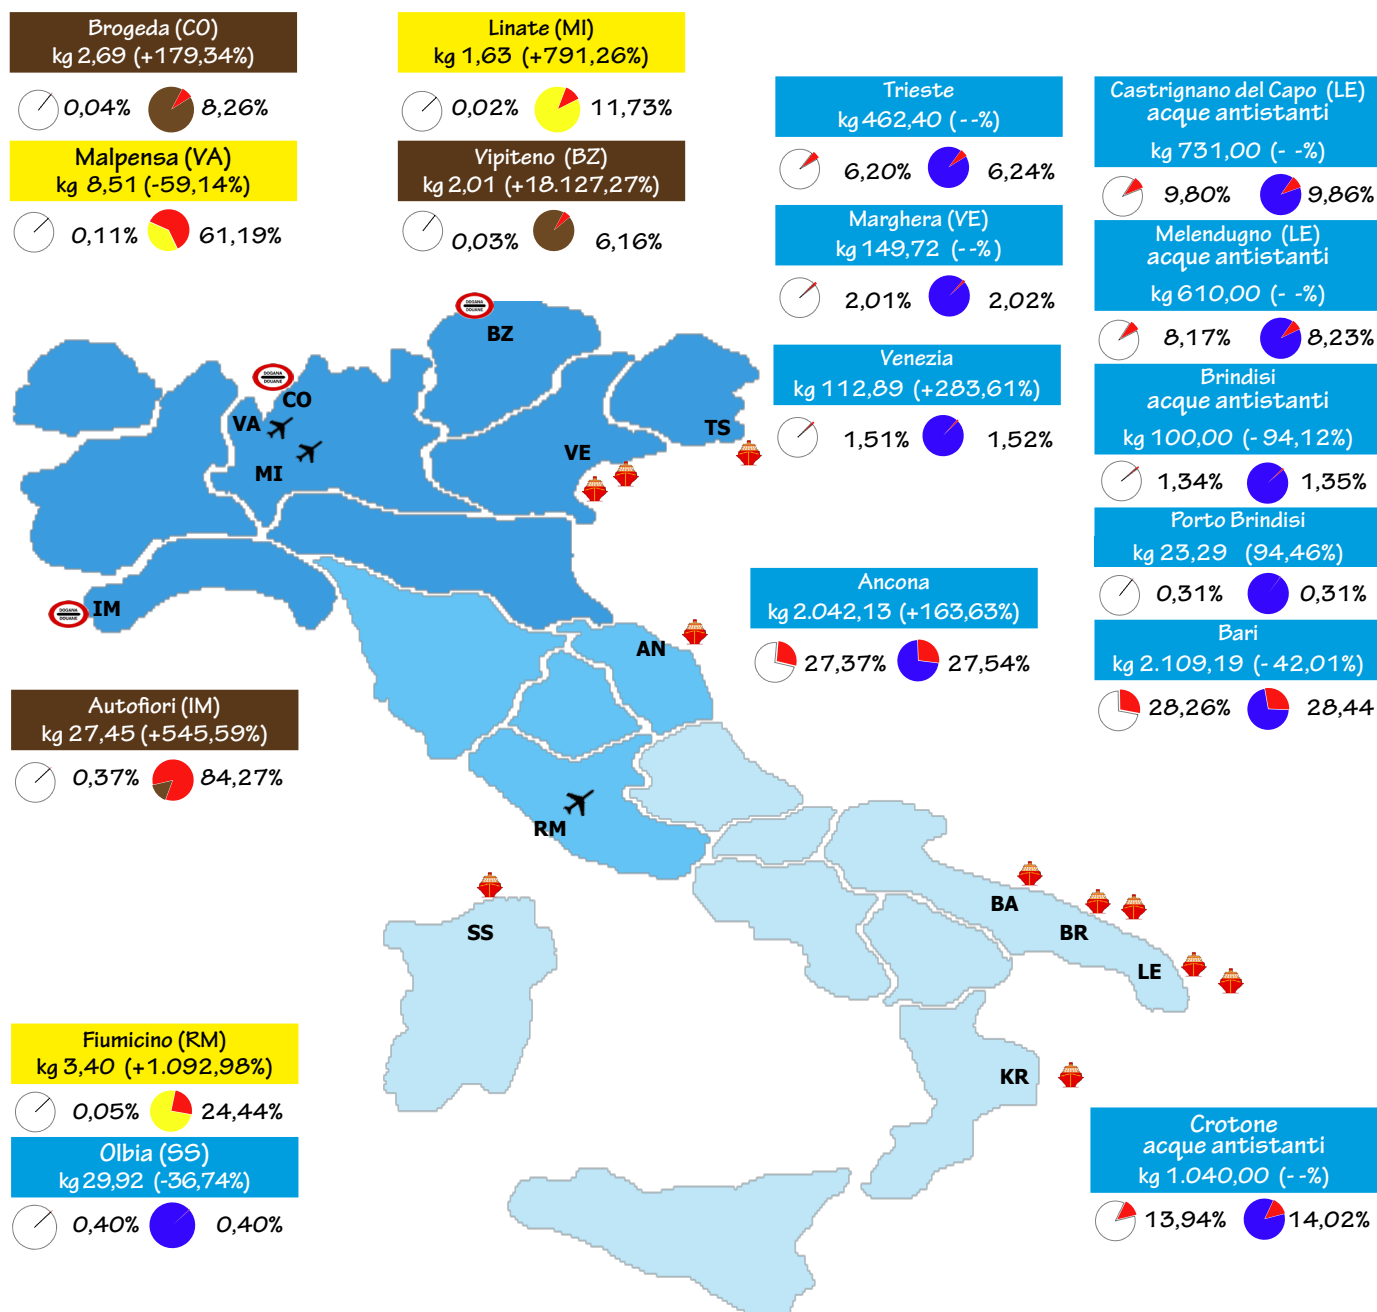 Brogeda (CO)
kg 2,69 (+179,34%)
0,04%
8,26%
Malpensa (VA)
kg 8,51 (-59,14%)
0,11%
61,19%
Linate (MI)
kg 1,63 (+791,26%)
0,02%
11,73%
Vipiteno (BZ)
kg 2,01 (+18.127,27%)
0,03%
6,16%
Trieste
kg 462,40 (--%)
6,20%
6,24%
Marghera (VE)
kg 149,72 (--%)
2,01%
2,02%
Venezia
kg 112,89 (+283,61%)
1,51%
1,52%
Castrignano del Capo (LE)
acque antistanti
kg 731,00 (- -%)
9,80%
9,86%
Melendugno (LE)
acque antistanti
kg 610,00 (- -%)
8,17%
8,23%
Brindisi
acque antistanti
kg 100,00 (- 94,12%)
1,34%
1,35%
Porto Brindisi
kg 23,29 (94,46%)
0,31%
0,31%
Bari
kg 2.109,19 (- 42,01%)
28,26%
28,44
Ancona
kg 2.042,13 (+163,63%)
27,37%
27,54%
DOGANA
DOUANE
BZ
DOGANA
DOUANE
CO
VA
MI
VE
TS
DOGANA
DOUANE
IM
AN
RM
SS
BA
BR
LE
KR
Autofiori (IM)
kg 27,45 (+545,59%)
0,37%
84,27%
Fiumicino (RM)
kg 3,40 (+1.092,98%)
0,05%
24,44%
Olbia (SS)
kg 29,92 (-36,74%)
0,40%
0,40%
Crotone
acque antistanti
kg 1.040,00 (--%)
13,94%
14,02%